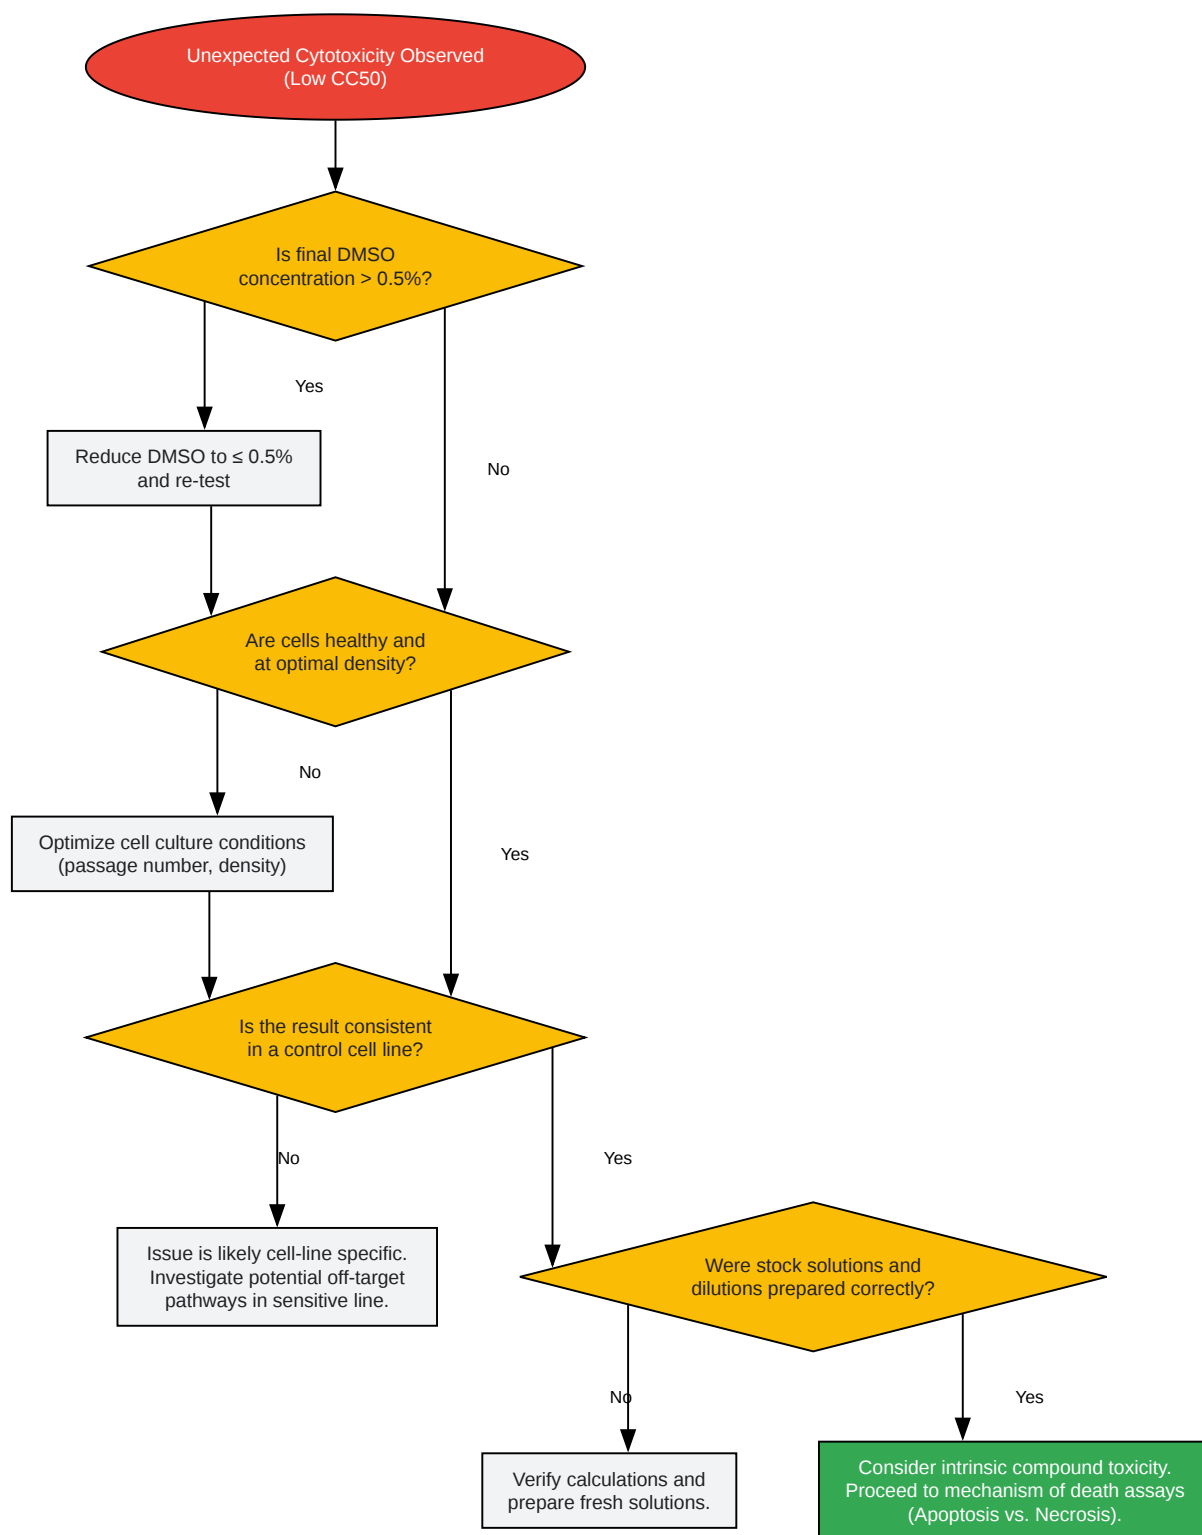 Unexpected Cytotoxicity Observed
(Low CC50)
Is final DMSO
concentration > 0.5%?
Yes
Reduce DMSO to ≤ 0.5%
and re-test
No
Are cells healthy and
at optimal density?
No
Optimize cell culture conditions
(passage number, density)
Yes
Is the result consistent
in a control cell line?
No
Yes
Issue is likely cell-line specific.
Investigate potential off-target
pathways in sensitive line.
Were stock solutions and
dilutions prepared correctly?
No
Yes
Verify calculations and
prepare fresh solutions.
Consider intrinsic compound toxicity.
Proceed to mechanism of death assays
(Apoptosis vs. Necrosis).